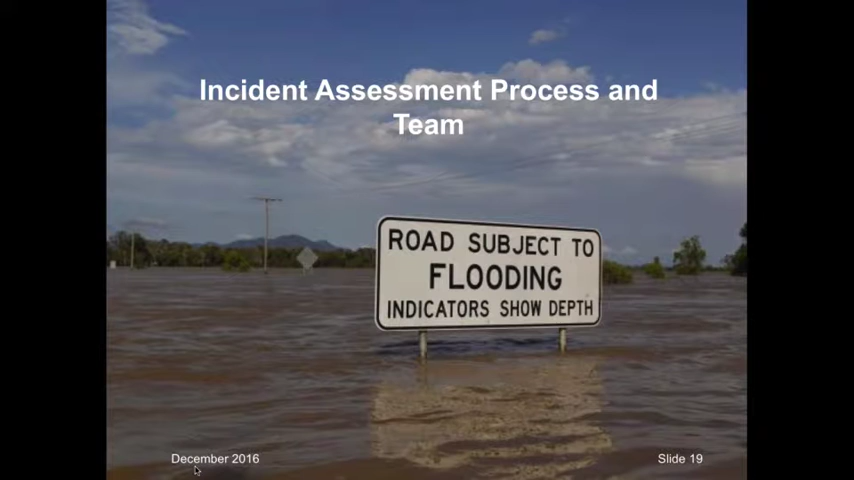 Incident Assessment Process and
Team
ROAD SUBJECT TO
FLOODING
INDICATORS SHOW DEPTH
December 2016
Slide 19